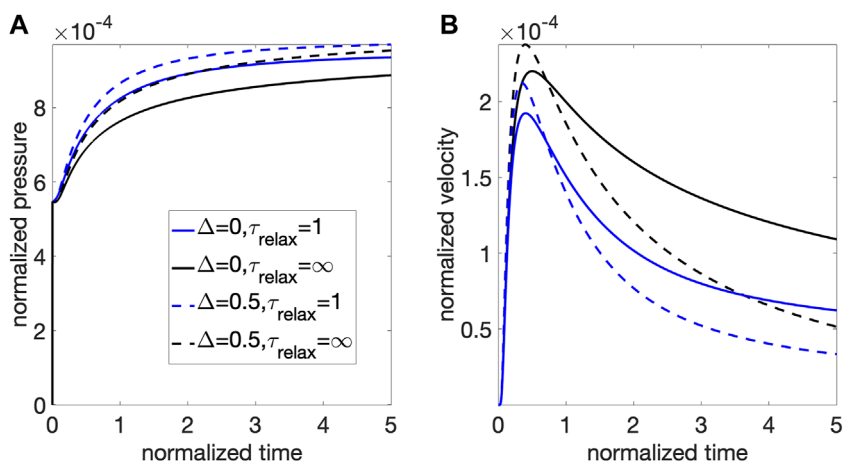 A
×10⁻⁴
8
6
4
2
0
normalized pressure
0 1 2 3 4 5
normalized time
Δ=0,τrelax=1
Δ=0,τrelax=∞
Δ=0.5,τrelax=1
Δ=0.5,τrelax=∞
B
×10⁻⁴
2
1.5
1
0.5
normalized velocity
0 1 2 3 4 5
normalized time